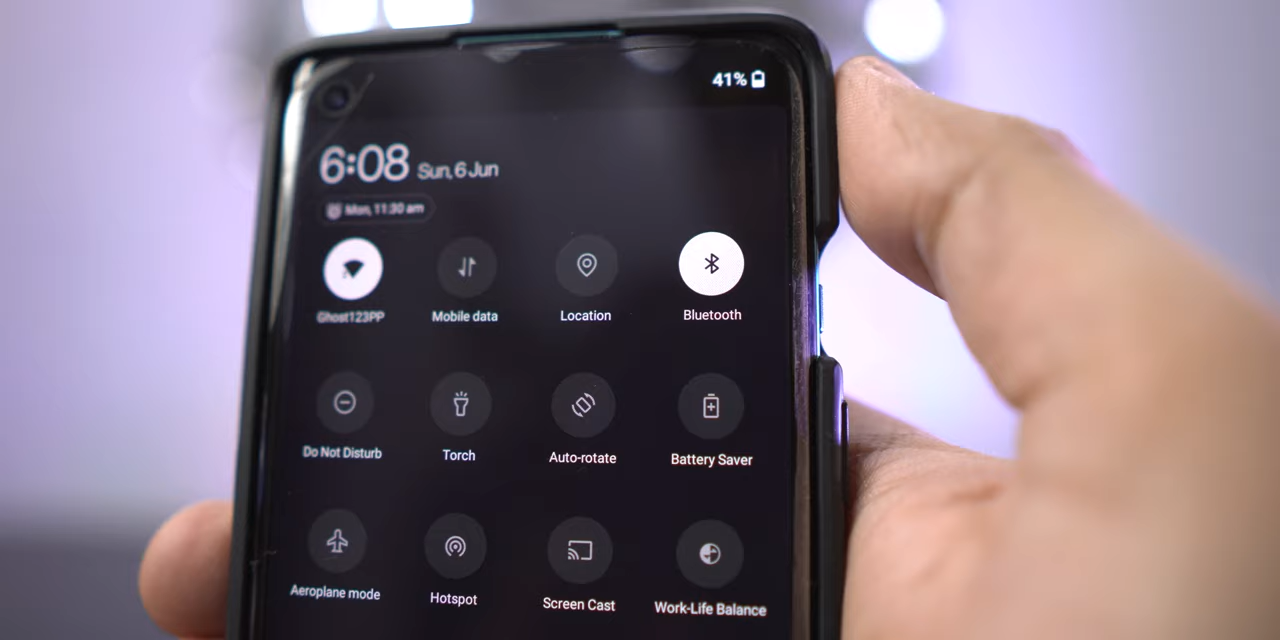 41%
6:08 Sun, 6 Jun
Mon, 11:30 am
Ghost123PP Mobile data Location Bluetooth
Do Not Disturb Torch Auto-rotate Battery Saver
Aeroplane mode Hotspot Screen Cast Work-Life Balance